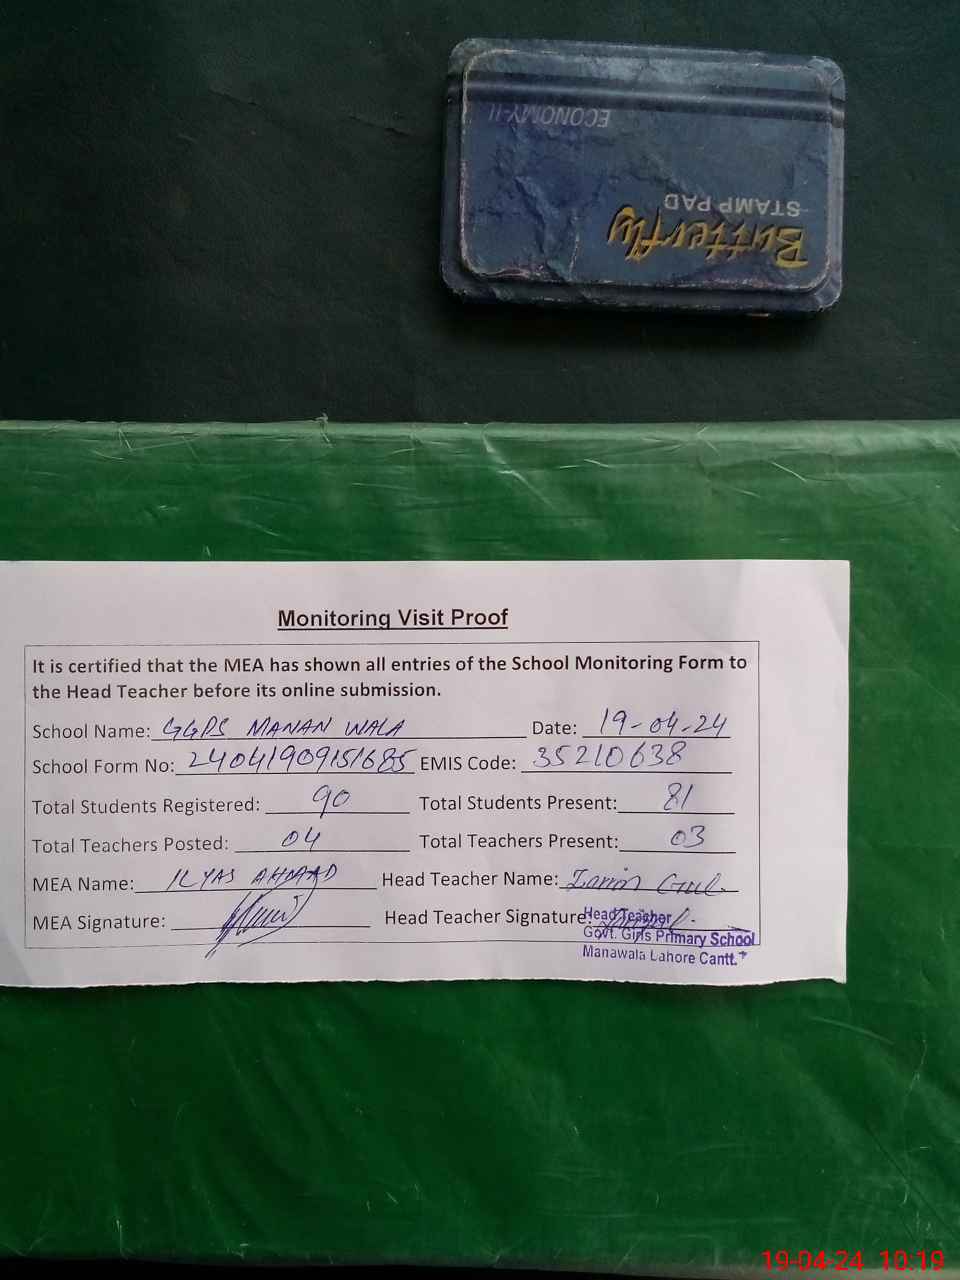 Butterfly
STAMP PAD
ECONOMY-II
Monitoring Visit Proof
It is certified that the MEA has shown all entries of the School Monitoring Form to
the Head Teacher before its online submission.
School Name: GGPS MANAN WALA Date: 19-04-24
School Form No: 24041909151685 EMIS Code: 35210638
Total Students Registered: 90 Total Students Present: 81
Total Teachers Posted: 04 Total Teachers Present: 03
MEA Name: ILYAS AHMAD Head Teacher Name: Zarrin Gul.
MEA Signature: Head Teacher Signature:
Head Teacher
Govt. Girls Primary School
Manawala Lahore Cantt.
19-04-24 10:19